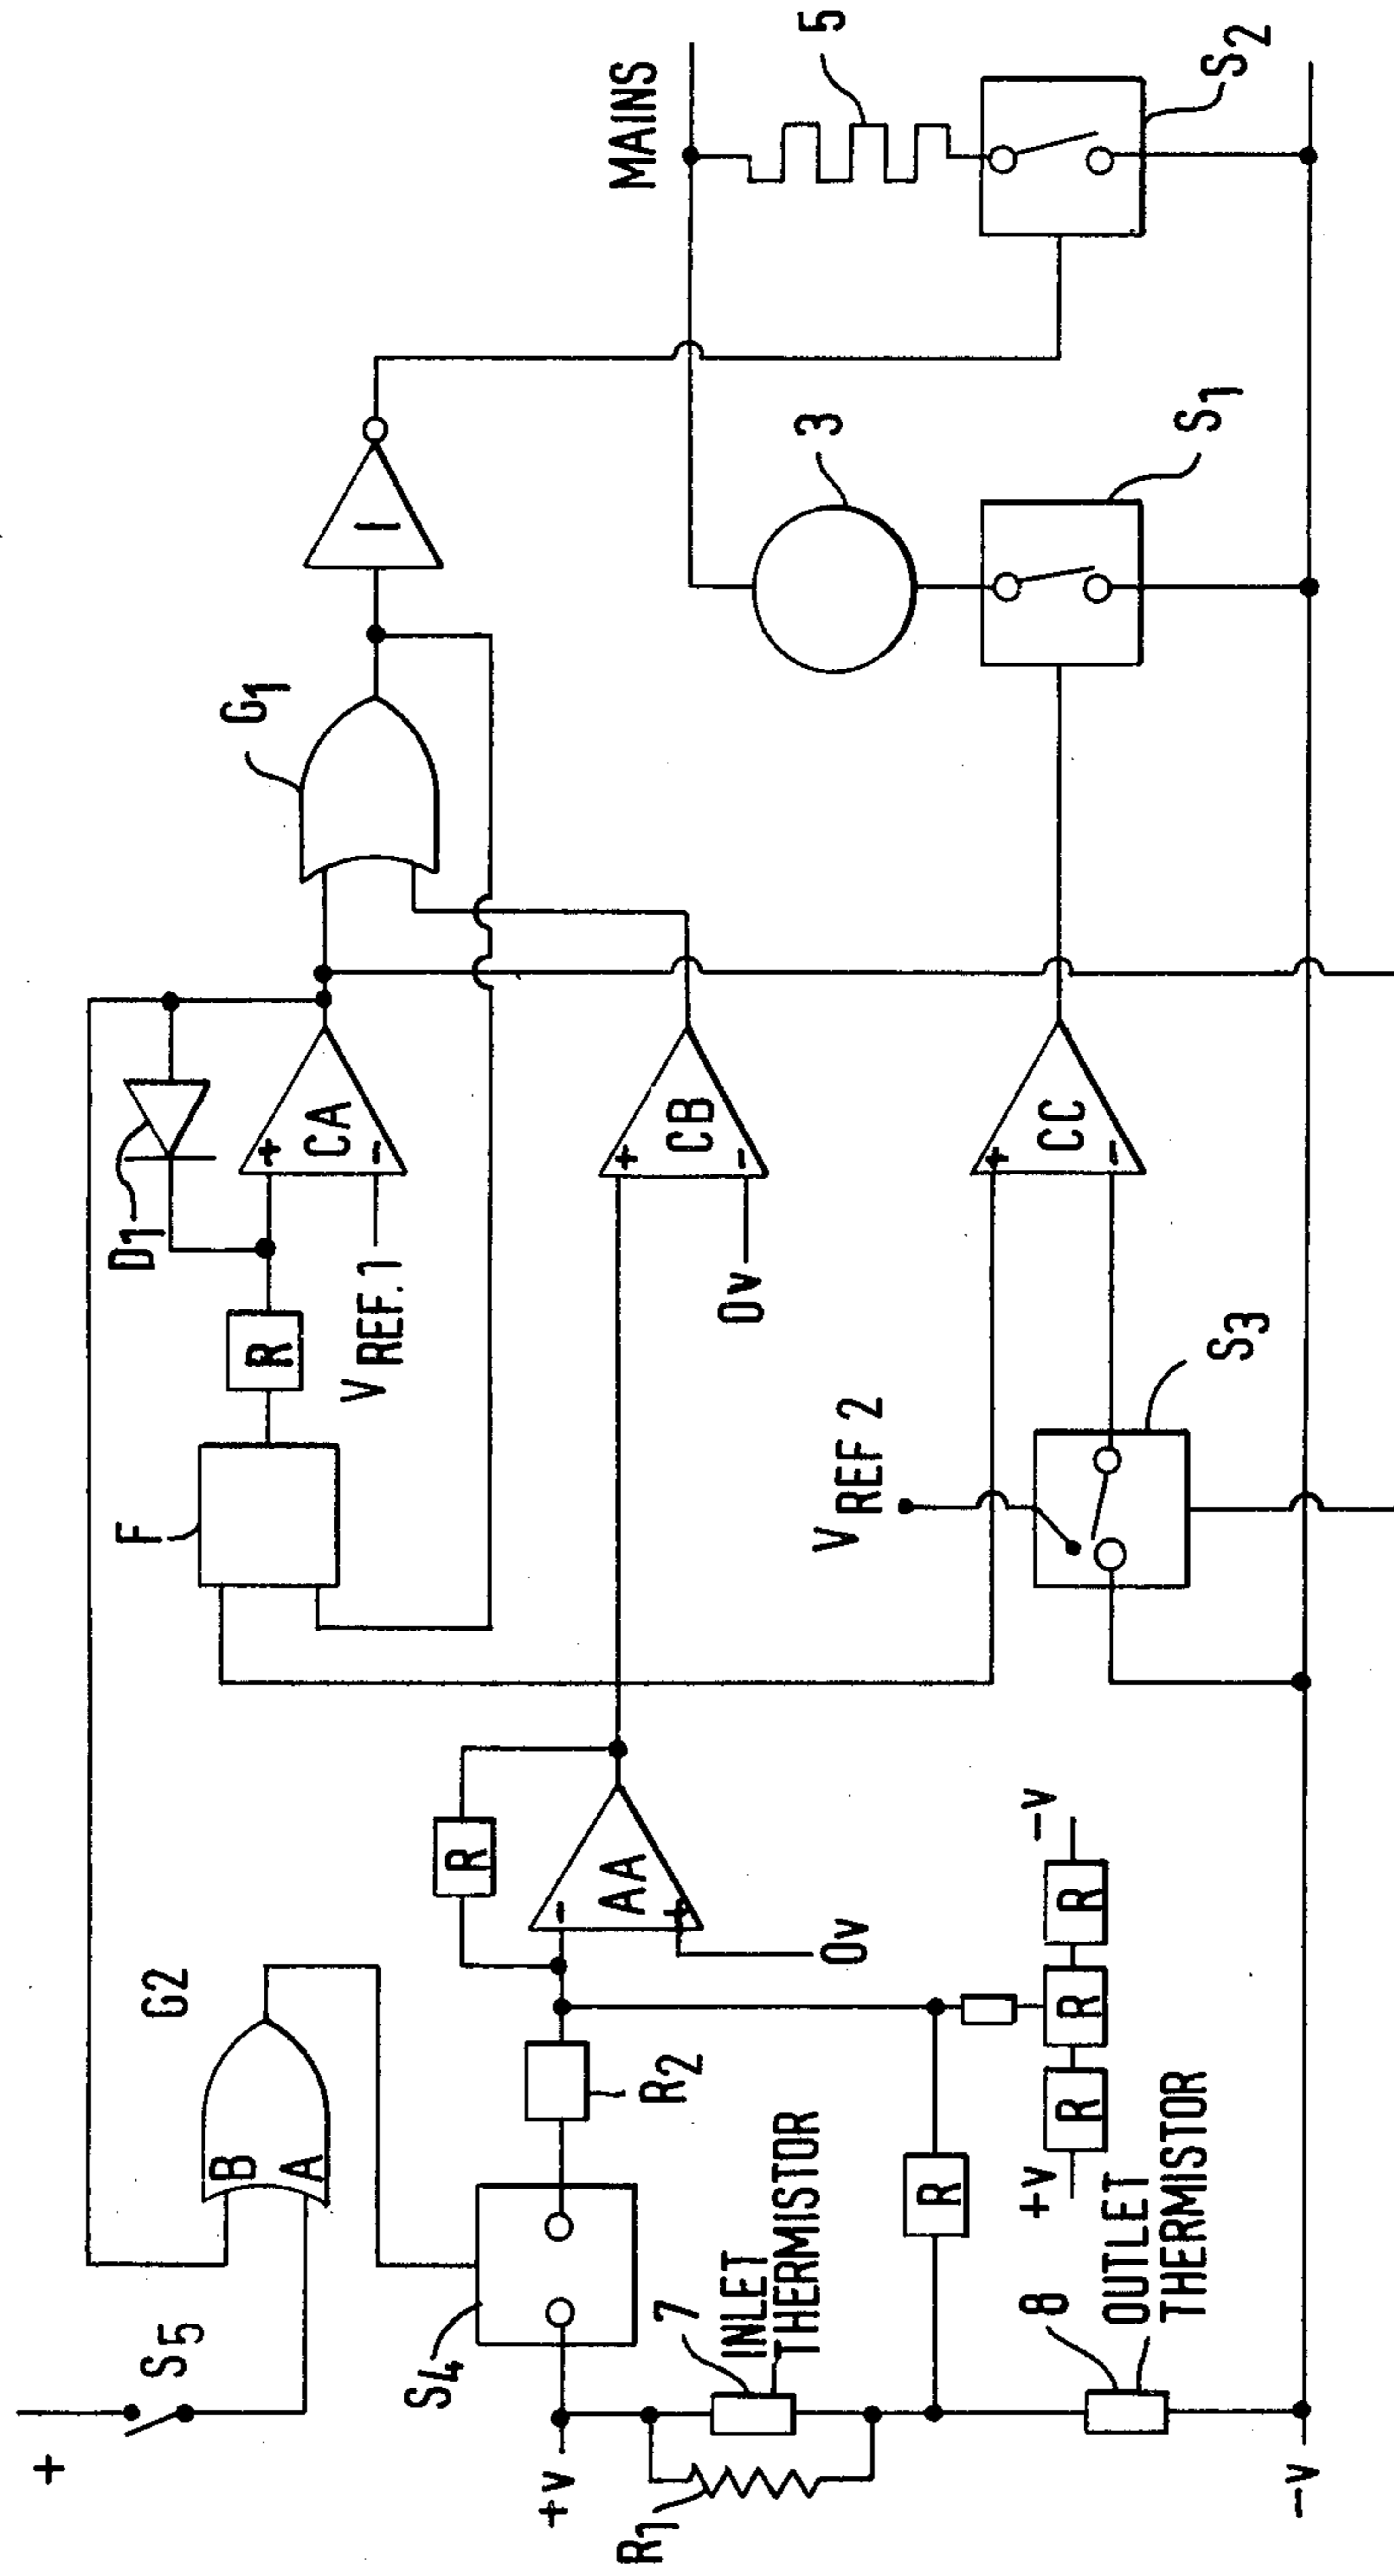 MAINS
5
S2
3
S1
I
G1
D1
+
CA
-
R
VREF.1
F
+
CB
-
0v
+
CC
-
VREF 2
S3
R
-
AA
+
0v
-v
R
R
R
+v
G2
B
A
R2
R
S5
+
S4
+v
7
INLET
THERMISTOR
R1
8
OUTLET
THERMISTOR
-v